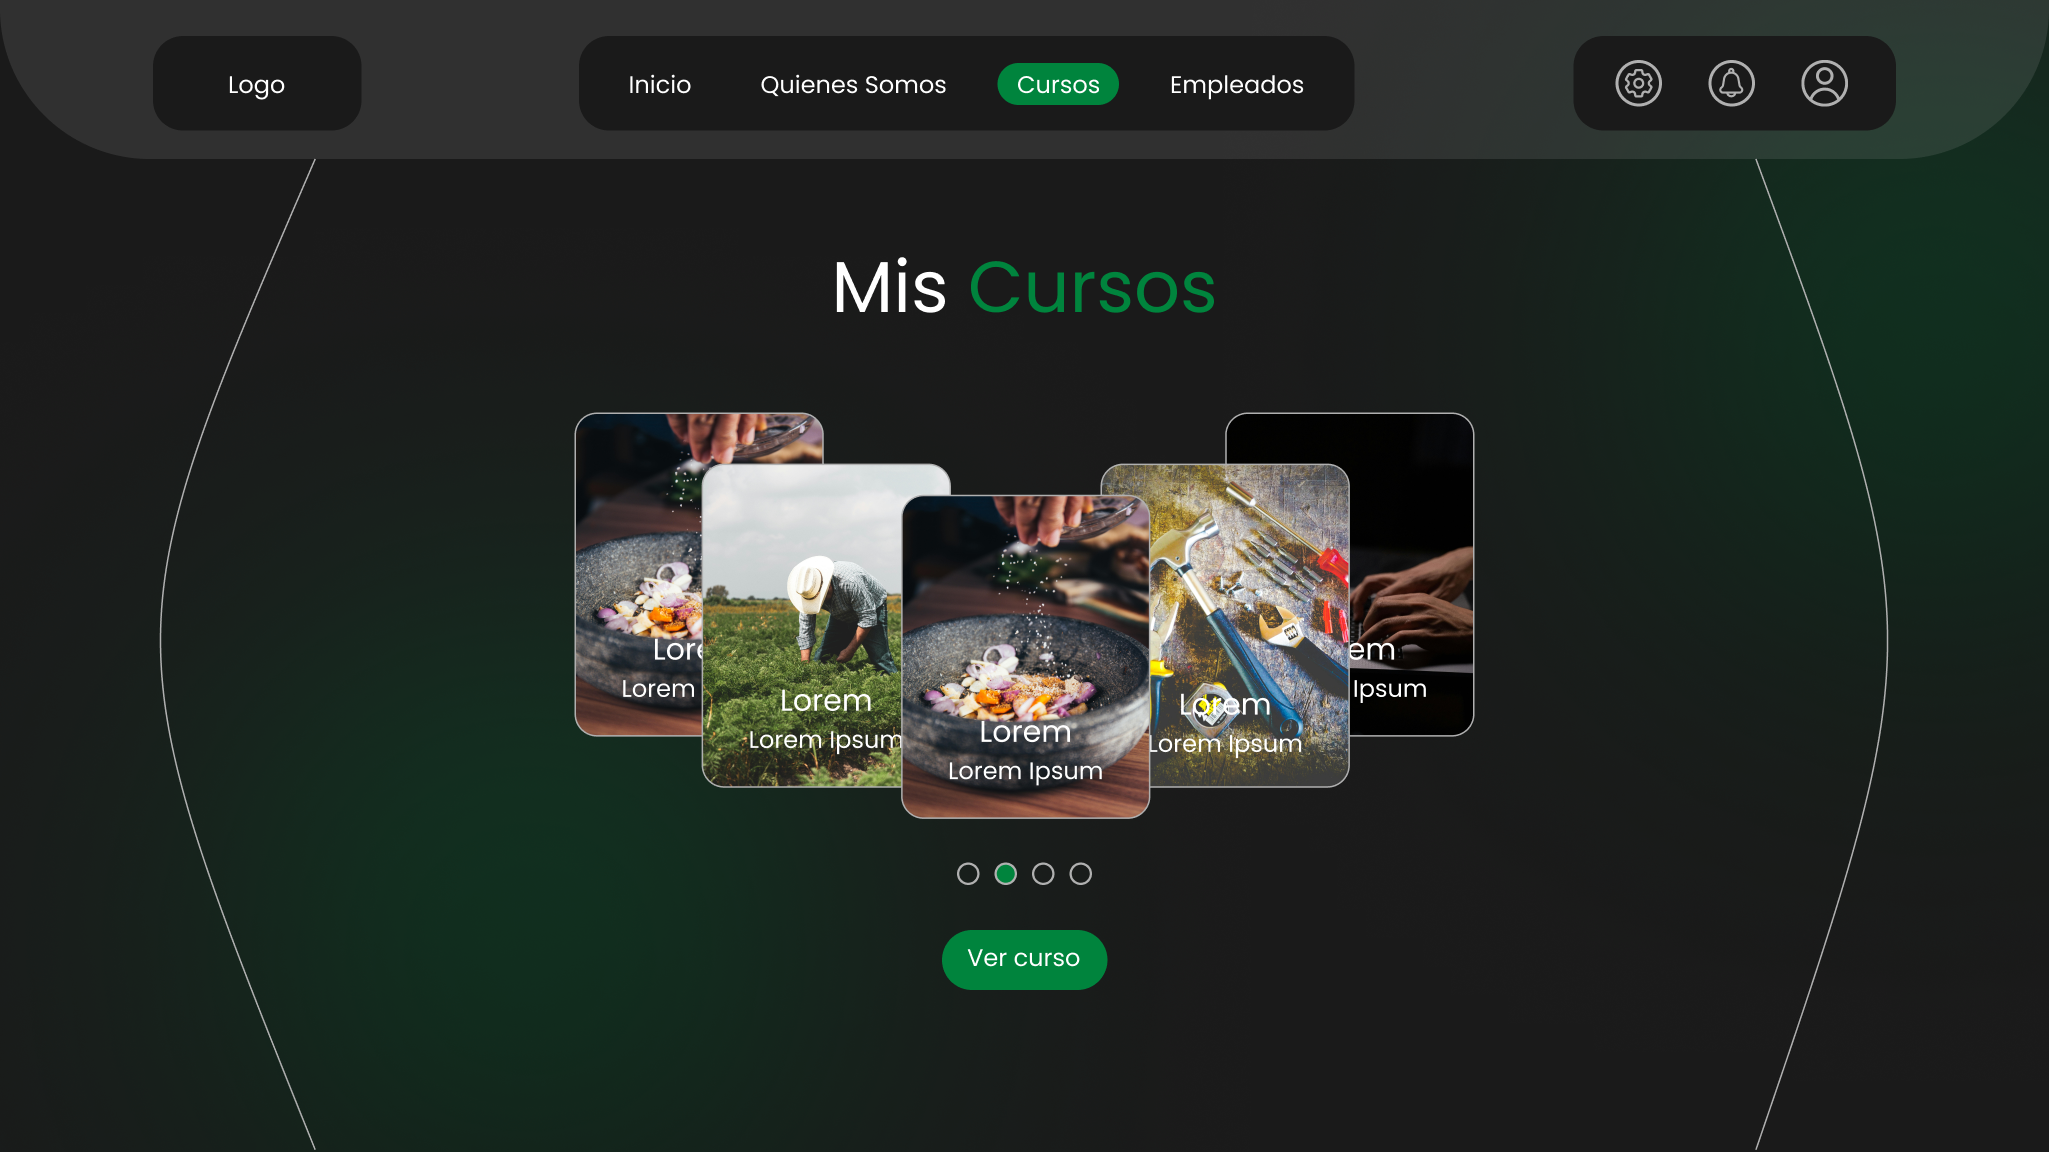 Logo
Inicio
Quienes Somos
Cursos
Empleados
Mis Cursos
Lore
Lorem
Lorem
Lorem Ipsum
Lorem
Lorem Ipsum
Lorem
Lorem Ipsum
em
Ipsum
Ver curso